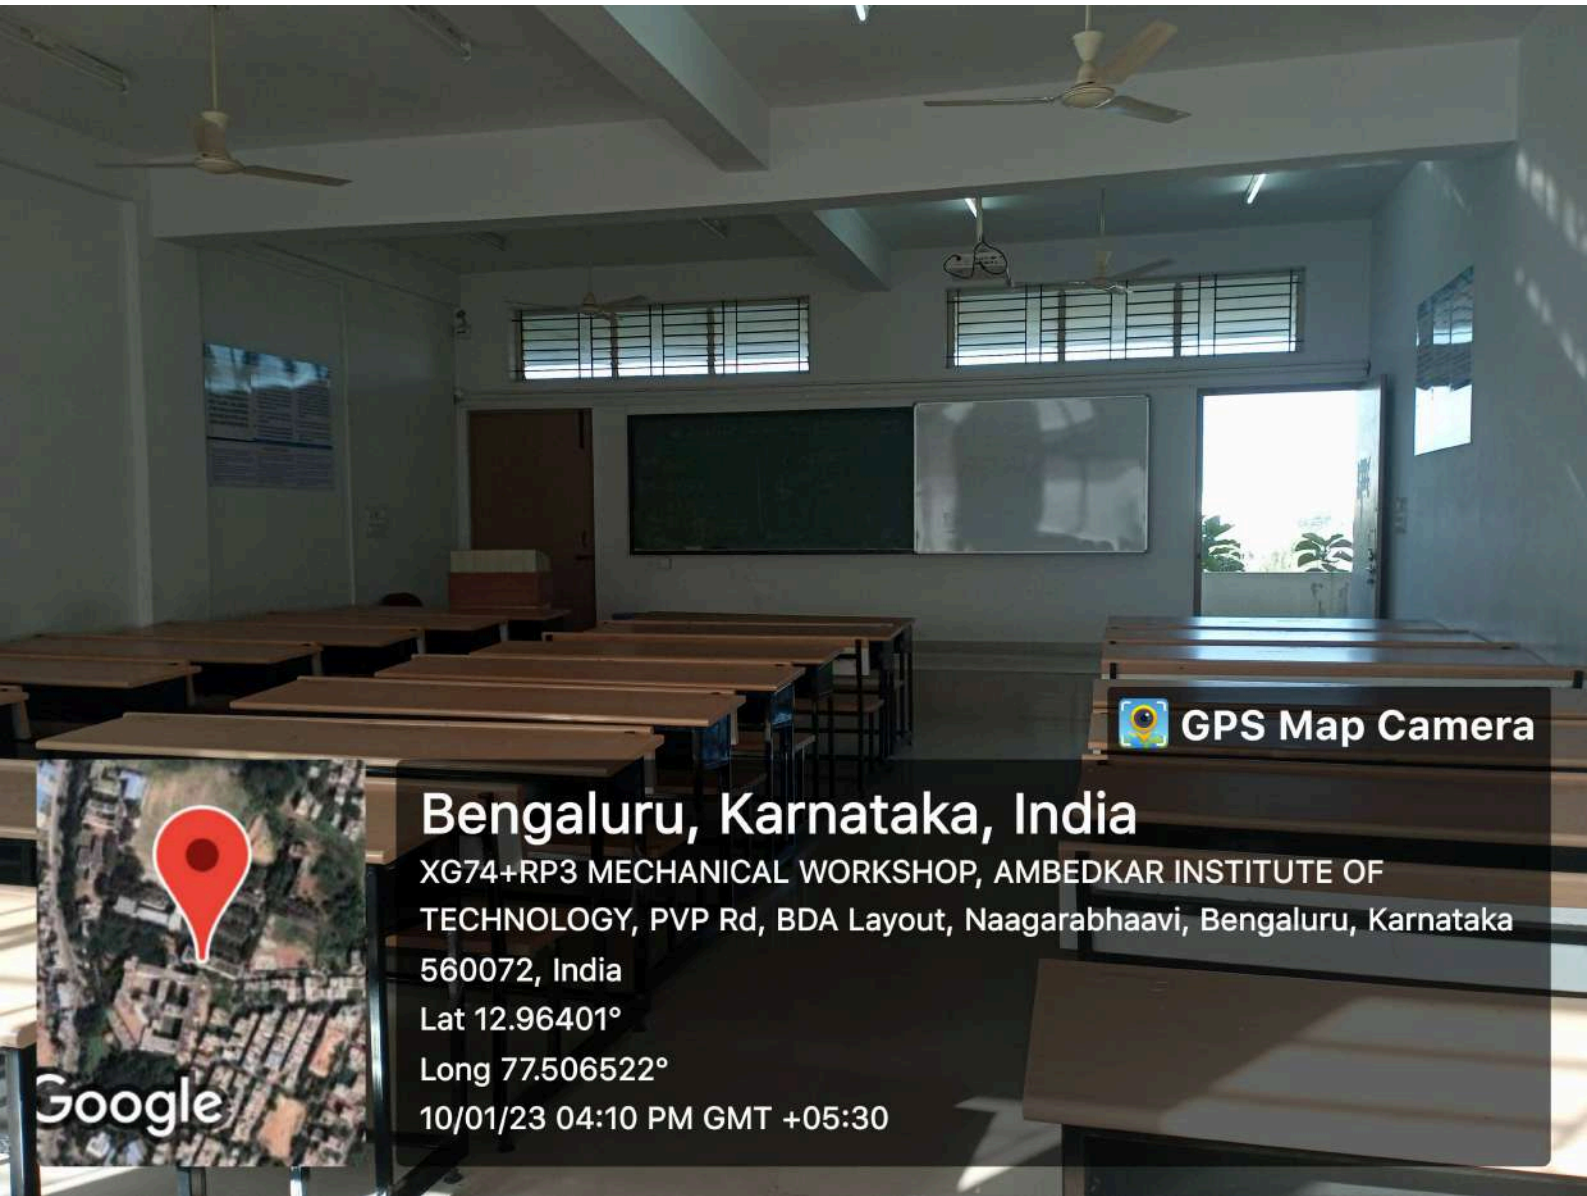 GPS Map Camera
Bengaluru, Karnataka, India
XG74+RP3 MECHANICAL WORKSHOP, AMBEDKAR INSTITUTE OF
TECHNOLOGY, PVP Rd, BDA Layout, Naagarabhaavi, Bengaluru, Karnataka
560072, India
Lat 12.96401°
Long 77.506522°
10/01/23 04:10 PM GMT +05:30
Google